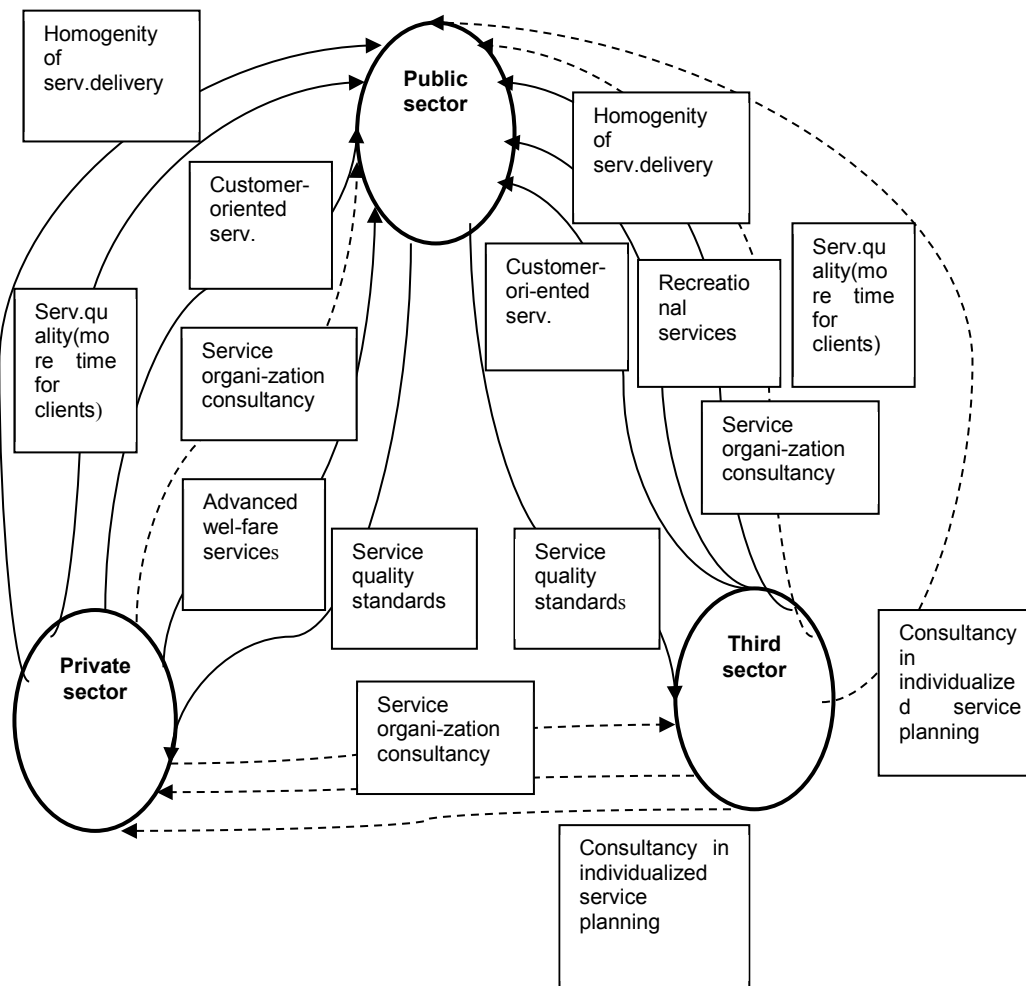 Homogenity
of
serv.delivery
Public
sector
Homogenity
of
serv.delivery
Customer-
oriented
serv.
Customer-
ori-ented
serv.
Recreatio
nal
services
Serv.qu
ality(mo
re time
for
clients)
Serv.qu
ality(mo
re time
for
clients)
Service
organi-zation
consultancy
Service
organi-zation
consultancy
Advanced
wel-fare
services
Service
quality
standards
Service
quality
standards
Private
sector
Third
sector
Consultancy
in
individualize
d service
planning
Service
organi-zation
consultancy
Consultancy in
individualized
service
planning